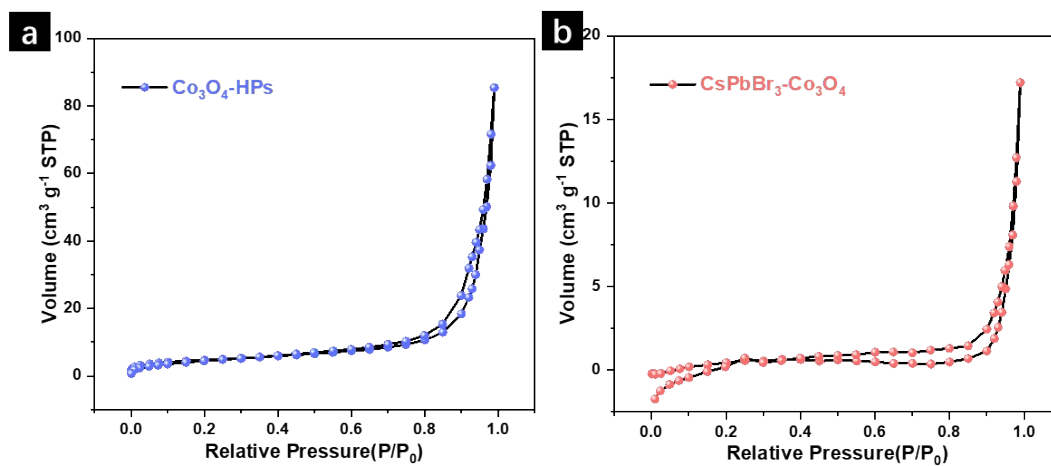 a
Co₃O₄-HPs
Volume (cm³ g⁻¹ STP)
100
80
60
40
20
0
0.0 0.2 0.4 0.6 0.8 1.0
Relative Pressure(P/P₀)
b
CsPbBr₃-Co₃O₄
Volume (cm³ g⁻¹ STP)
20
15
10
5
0
0.0 0.2 0.4 0.6 0.8 1.0
Relative Pressure(P/P₀)